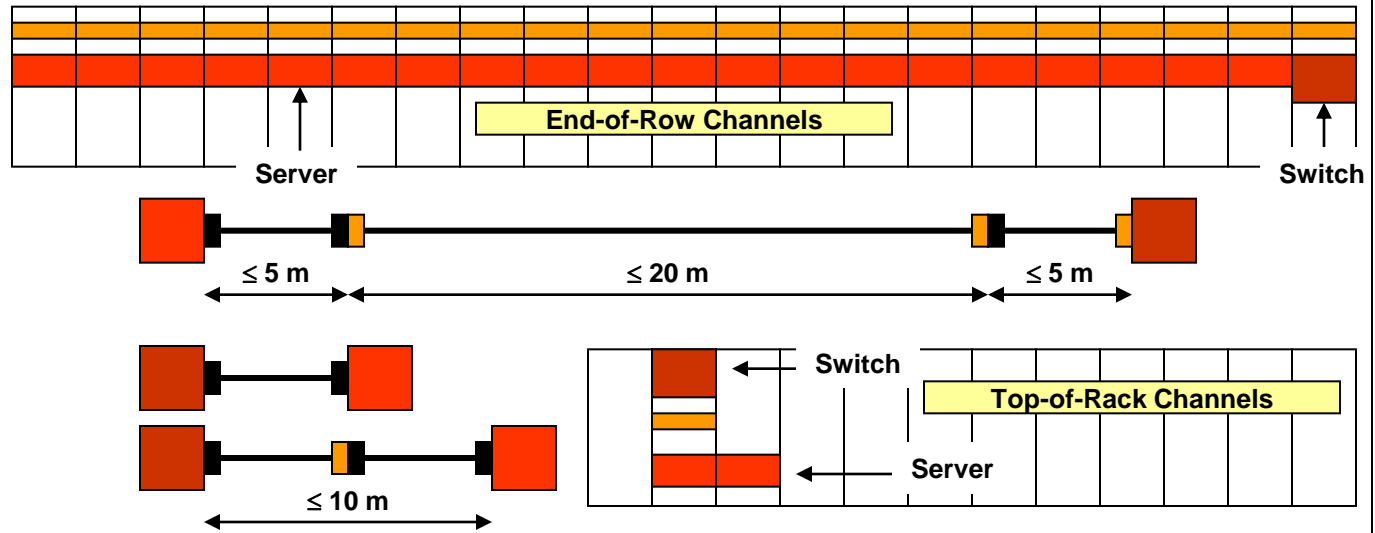 End-of-Row Channels
Server
Switch
≤ 5 m
≤ 20 m
≤ 5 m
Switch
Top-of-Rack Channels
Server
≤ 10 m